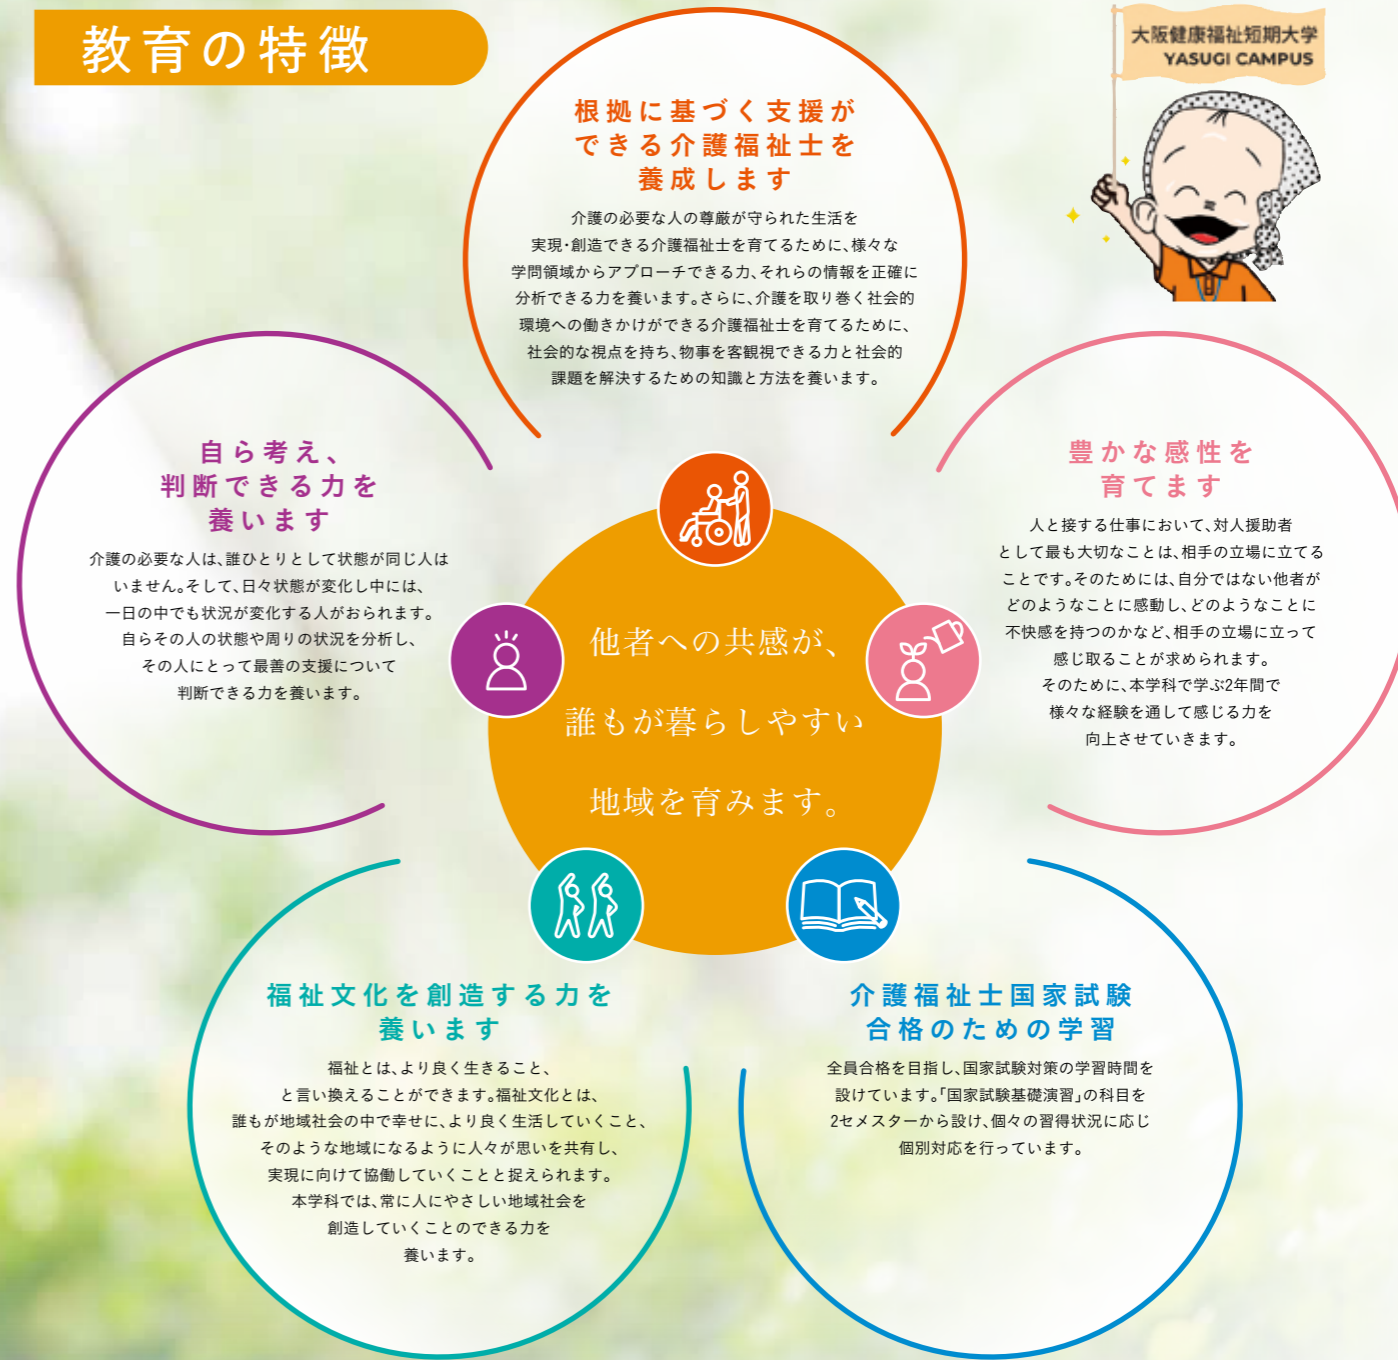 教育の特徴
大阪健康福祉短期大学
YASUGI CAMPUS
根拠に基づく支援が
できる介護福祉士を
養成します
介護の必要な人の尊厳が守られた生活を
実現・創造できる介護福祉士を育てるために、様々な
学問領域からアプローチできる力、それらの情報を正確に
分析できる力を養います。さらに、介護を取り巻く社会的
環境への働きかけができる介護福祉士を育てるために、
社会的な視点を持ち、物事を客観視できる力と社会的
課題を解決するための知識と方法を養います。
自ら考え、
判断できる力を
養います
介護の必要な人は、誰ひとりとして状態が同じ人は
いません。そして、日々状態が変化し中には、
一日の中でも状況が変化する人がおられます。
自らその人の状態や周りの状況を分析し、
その人にとって最善の支援について
判断できる力を養います。
豊かな感性を
育てます
人と接する仕事において、対人援助者
として最も大切なことは、相手の立場に立てる
ことです。そのためには、自分ではない他者が
どのようなことに感動し、どのようなことに
不快感を持つのかなど、相手の立場に立って
感じ取ることが求められます。
そのために、本学科で学ぶ2年間で
様々な経験を通して感じる力を
向上させていきます。
他者への共感が、
誰もが暮らしやすい
地域を育みます。
福祉文化を創造する力を
養います
福祉とは、より良く生きること、
と言い換えることができます。福祉文化とは、
誰もが地域社会の中で幸せに、より良く生活していくこと、
そのような地域になるように人々が思いを共有し、
実現に向けて協働していくことと捉えられます。
本学科では、常に人にやさしい地域社会を
創造していくことのできる力を
養います。
介護福祉士国家試験
合格のための学習
全員合格を目指し、国家試験対策の学習時間を
設けています。「国家試験基礎演習」の科目を
2セメスターから設け、個々の習得状況に応じ
個別対応を行っています。